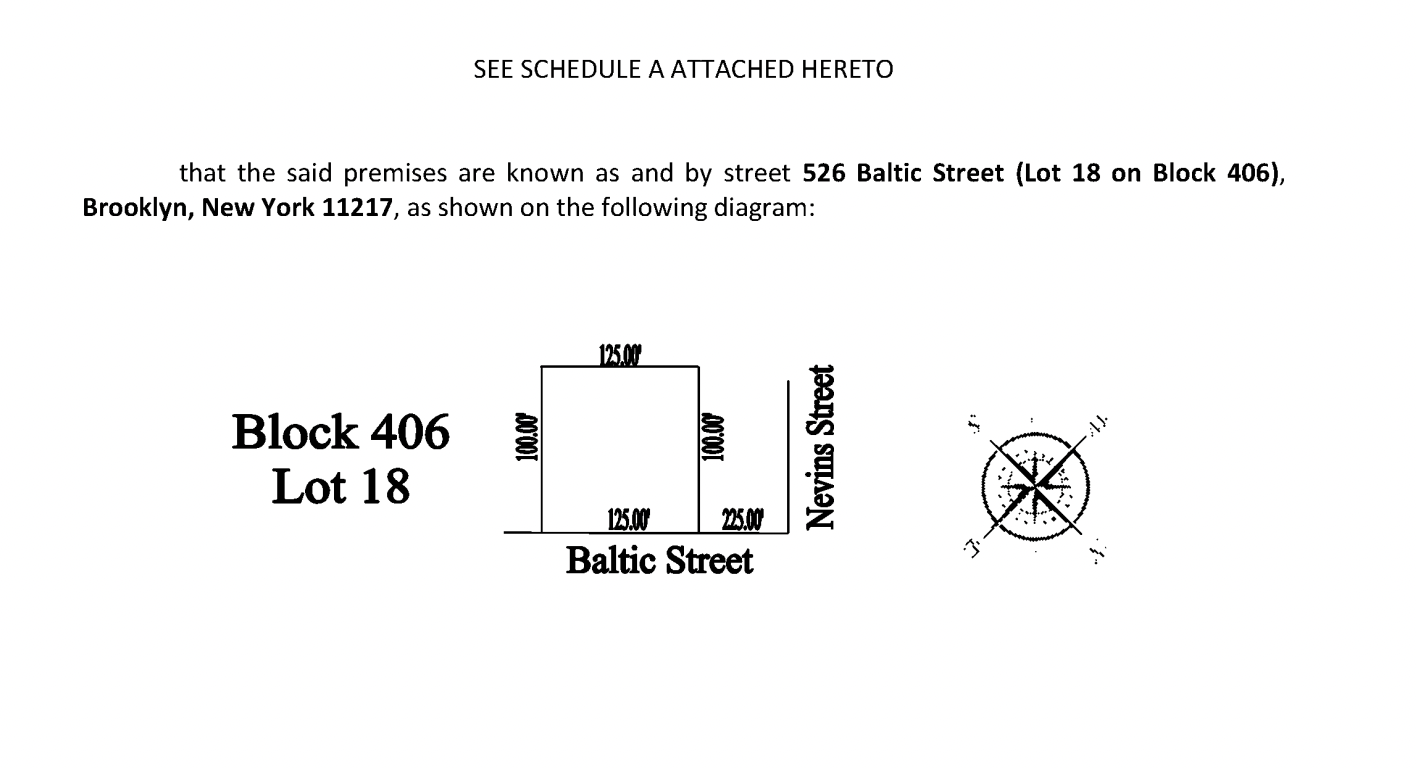 SEE SCHEDULE A ATTACHED HERETO
that the said premises are known as and by street 526 Baltic Street (Lot 18 on Block 406),
Brooklyn, New York 11217, as shown on the following diagram:
125.00'
Block 406
Lot 18
100.00'
100.00'
Nevins Street
125.00'
225.00'
Baltic Street